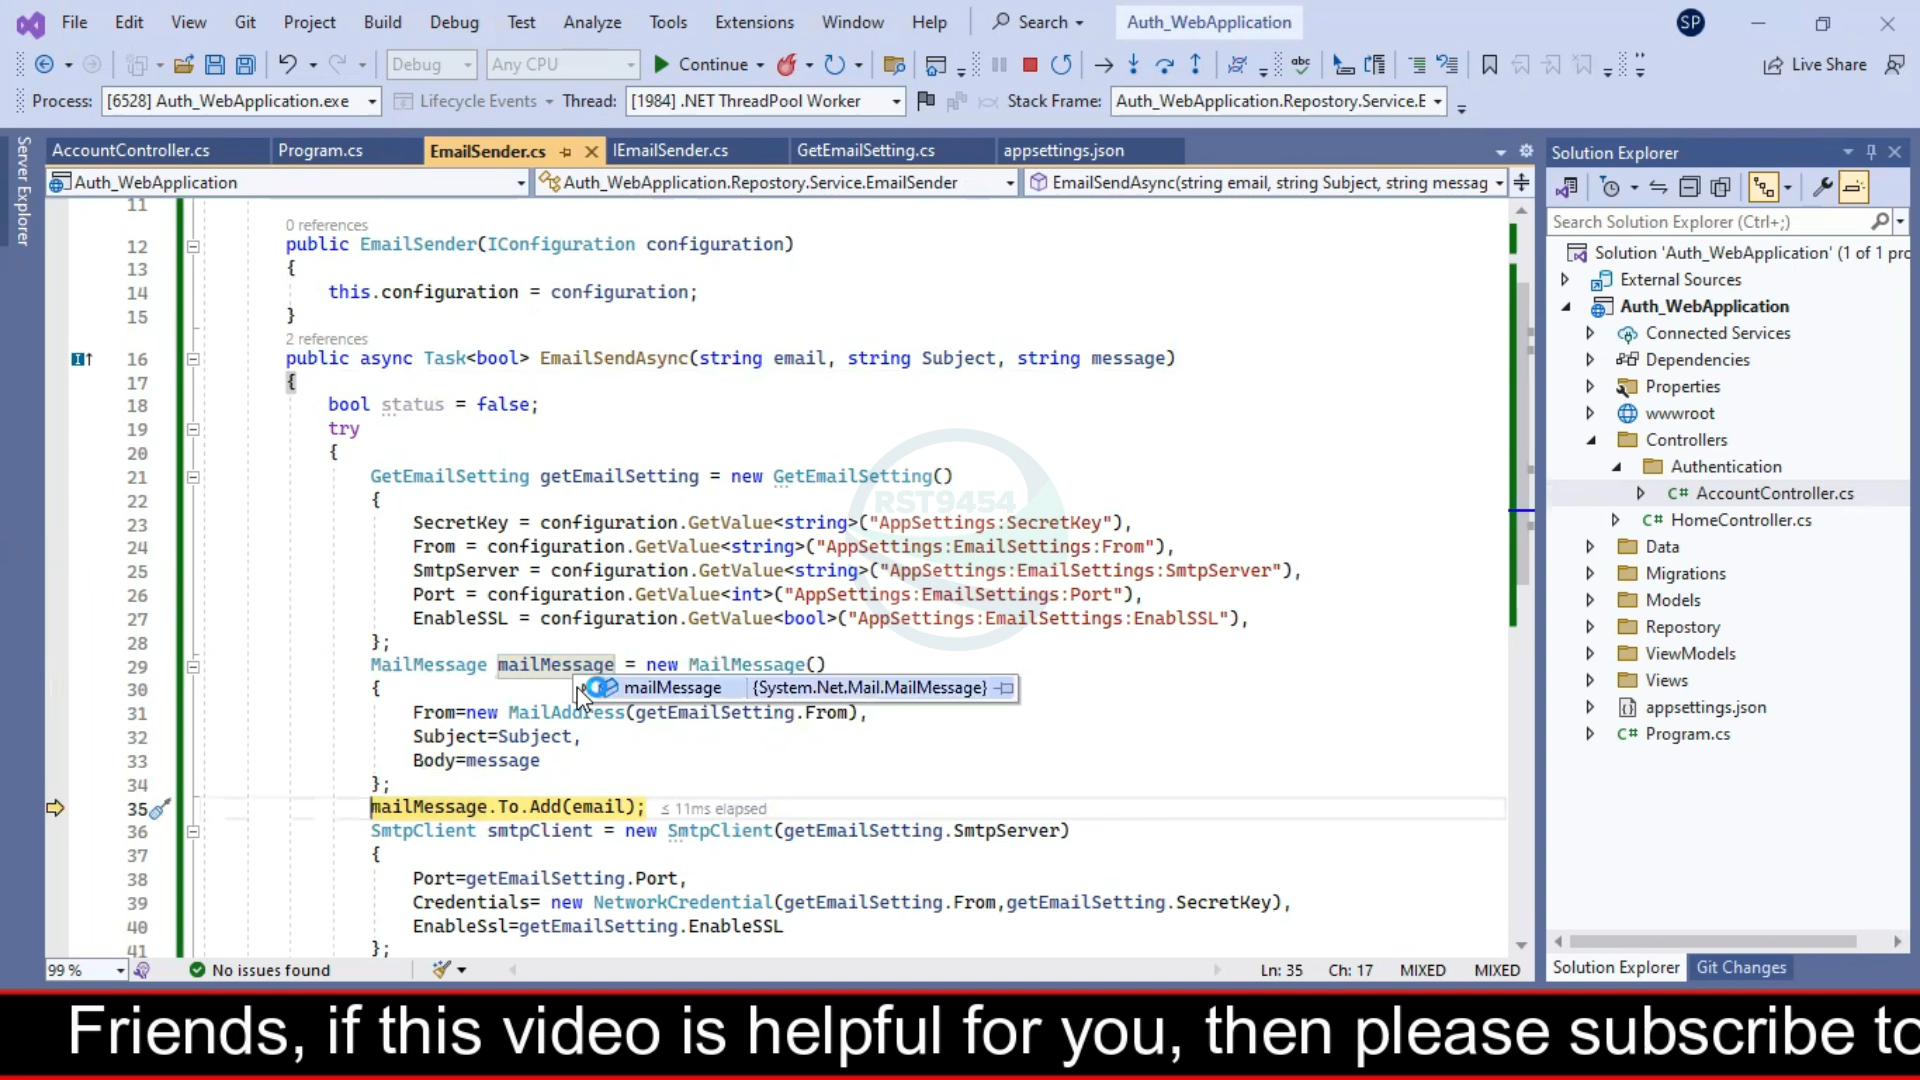 File Edit View Git Project Build Debug Test Analyze Tools Extensions Window Help Search Auth_WebApplication SP
Debug Any CPU Continue Live Share
Process: [6528] Auth_WebApplication.exe Lifecycle Events Thread: [1984] .NET ThreadPool Worker Stack Frame: Auth_WebApplication.Repostory.Service.E
Server Explorer
AccountController.cs Program.cs EmailSender.cs IEmailSender.cs GetEmailSetting.cs appsettings.json
Auth_WebApplication Auth_WebApplication.Repostory.Service.EmailSender EmailSendAsync(string email, string Subject, string messag
11
0 references
12 public EmailSender(IConfiguration configuration)
13 {
14 this.configuration = configuration;
15 }
2 references
16 public async Task<bool> EmailSendAsync(string email, string Subject, string message)
17 {
18 bool status = false;
19 try
20 {
21 GetEmailSetting getEmailSetting = new GetEmailSetting()
22 {
23 SecretKey = configuration.GetValue<string>("AppSettings:SecretKey"),
24 From = configuration.GetValue<string>("AppSettings:EmailSettings:From"),
25 SmtpServer = configuration.GetValue<string>("AppSettings:EmailSettings:SmtpServer"),
26 Port = configuration.GetValue<int>("AppSettings:EmailSettings:Port"),
27 EnableSSL = configuration.GetValue<bool>("AppSettings:EmailSettings:EnablSSL"),
28 };
29 MailMessage mailMessage = new MailMessage()
30 {
mailMessage {System.Net.Mail.MailMessage}
31 From=new MailAddress(getEmailSetting.From),
32 Subject=Subject,
33 Body=message
34 };
35 mailMessage.To.Add(email); ≤ 11ms elapsed
36 SmtpClient smtpClient = new SmtpClient(getEmailSetting.SmtpServer)
37 {
38 Port=getEmailSetting.Port,
39 Credentials= new NetworkCredential(getEmailSetting.From,getEmailSetting.SecretKey),
40 EnableSsl=getEmailSetting.EnableSSL
41 };
RST9454
99 % No issues found Ln: 35 Ch: 17 MIXED MIXED
Solution Explorer
Search Solution Explorer (Ctrl+;)
Solution 'Auth_WebApplication' (1 of 1 pro
External Sources
Auth_WebApplication
Connected Services
Dependencies
Properties
wwwroot
Controllers
Authentication
C# AccountController.cs
C# HomeController.cs
Data
Migrations
Models
Repostory
ViewModels
Views
appsettings.json
C# Program.cs
Solution Explorer Git Changes
Friends, if this video is helpful for you, then please subscribe to